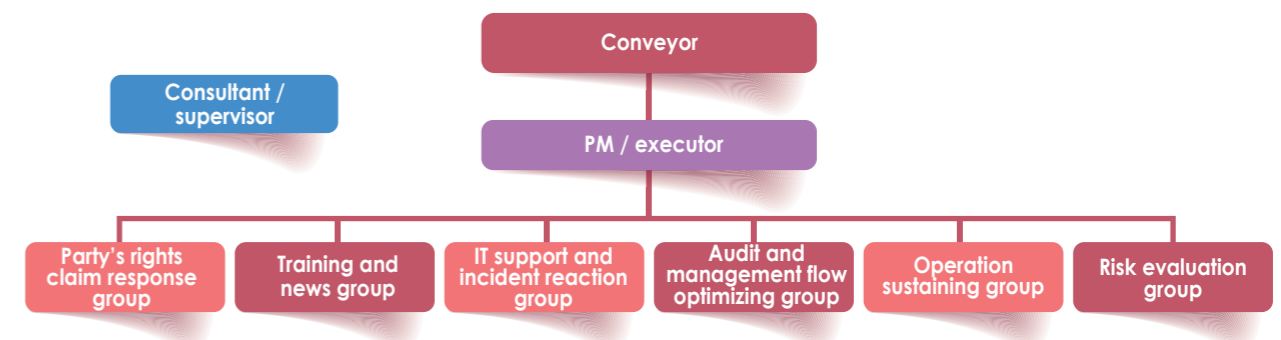 Conveyor
Consultant /
supervisor
PM / executor
Party's rights
claim response
group
Training and
news group
IT support and
incident reaction
group
Audit and
management flow
optimizing group
Operation
sustaining group
Risk evaluation
group